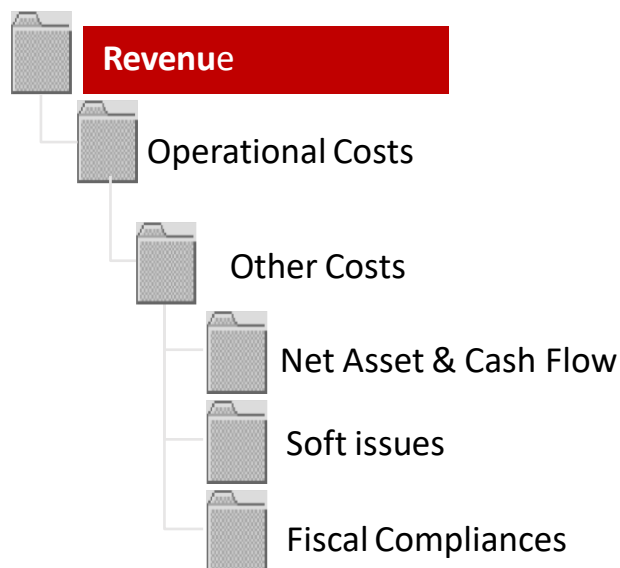 Revenue
Operational Costs
Other Costs
Net Asset & Cash Flow
Soft issues
Fiscal Compliances